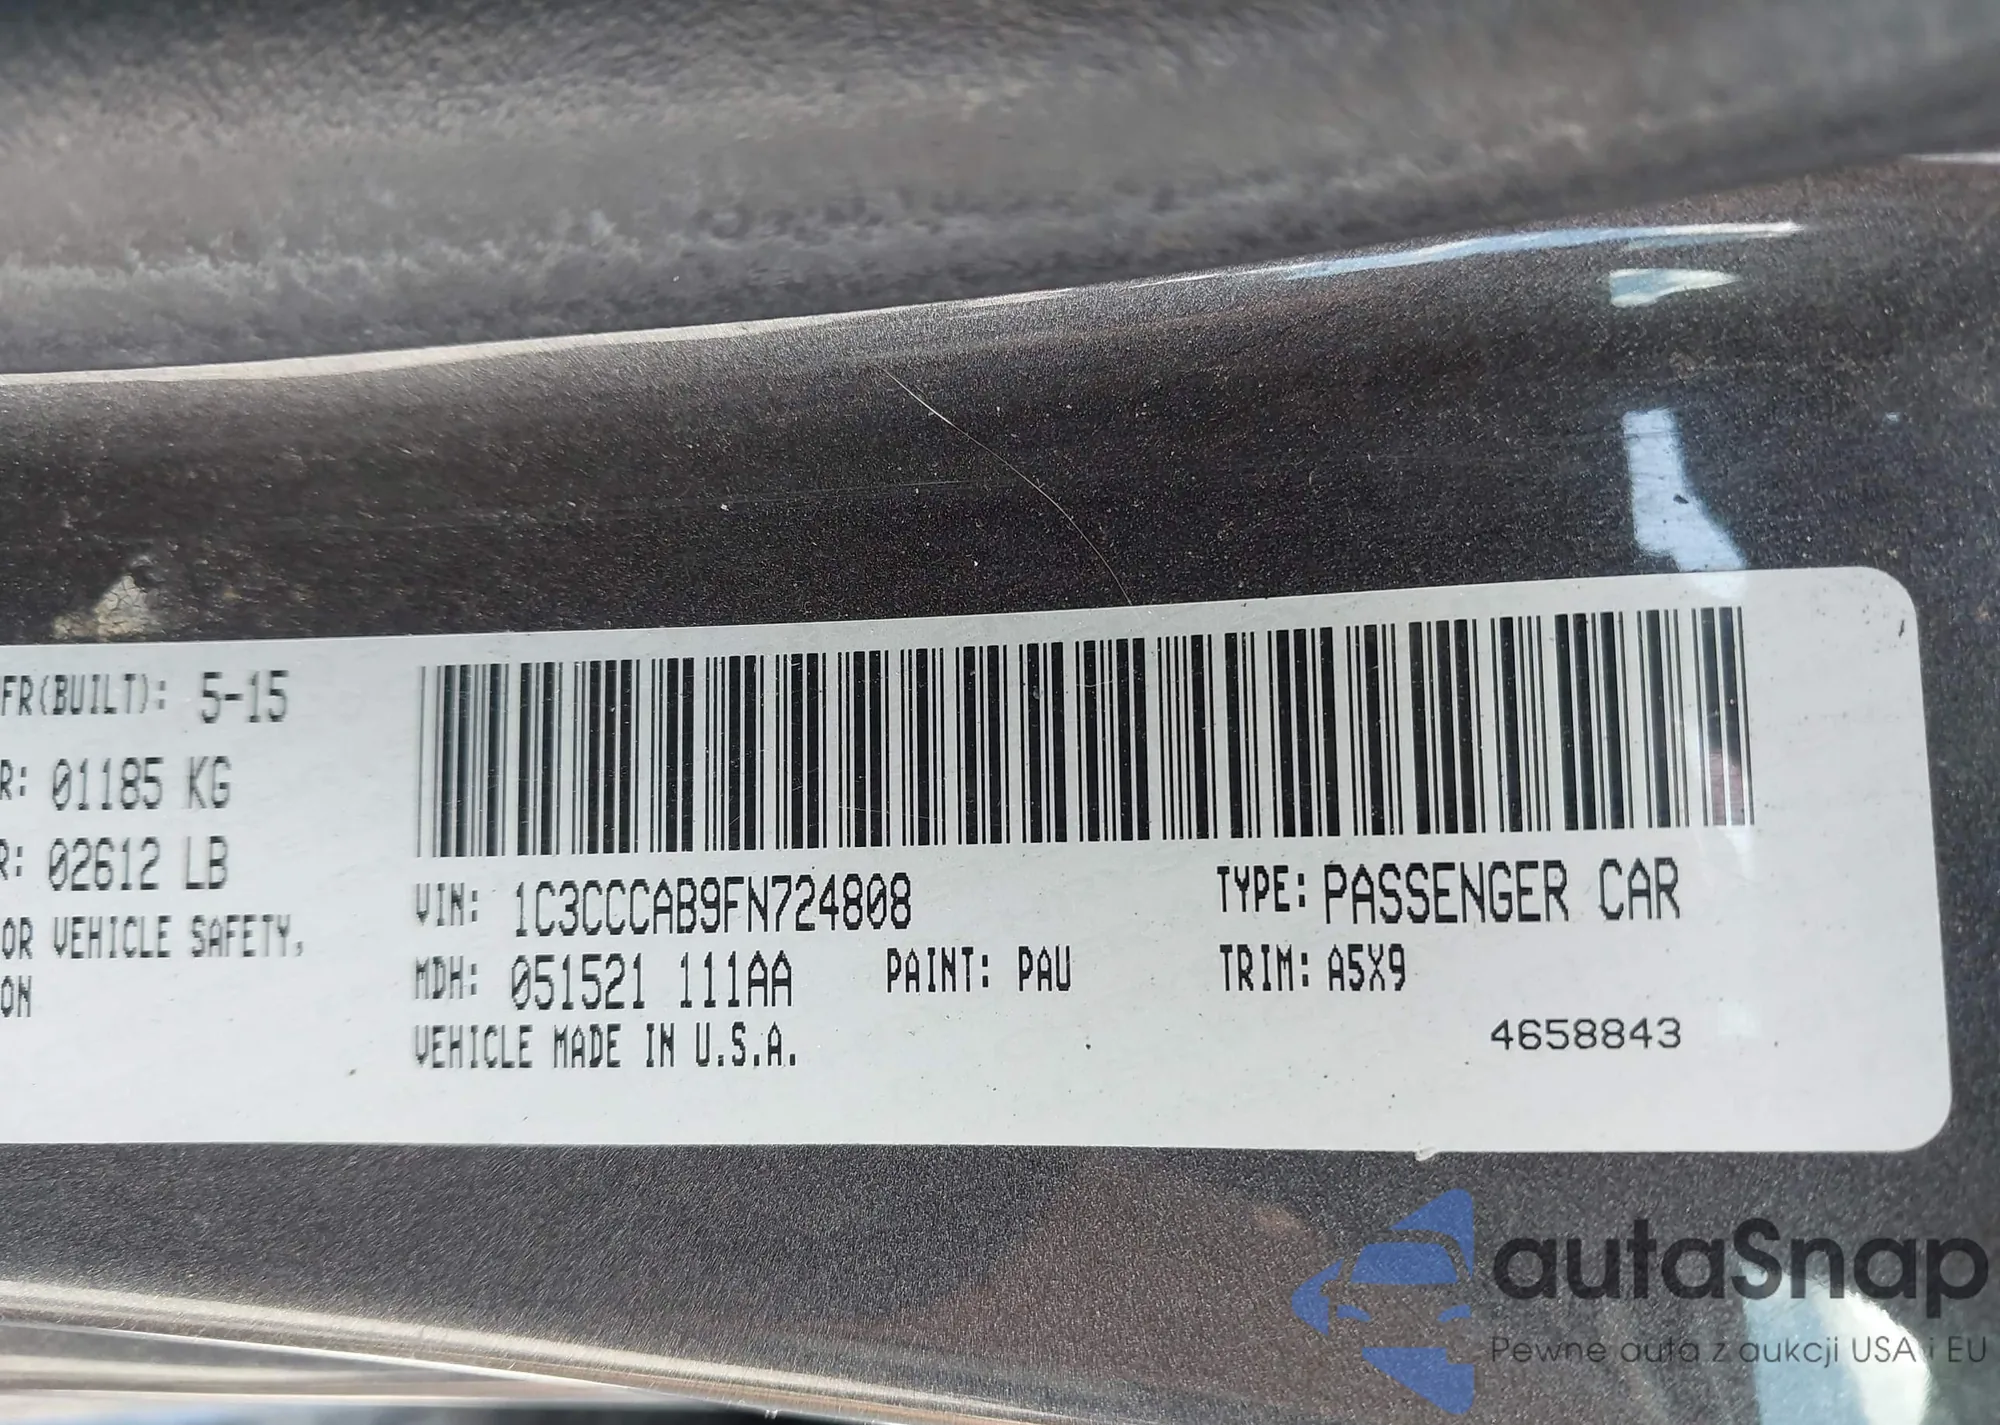 FR(BUILT): 5-15
R: 01185 KG
R: 02612 LB
OR VEHICLE SAFETY,
ON
VIN: 1C3CCCAB9FN724808
TYPE: PASSENGER CAR
MDH: 051521 111AA
PAINT: PAU
TRIM: A5X9
VEHICLE MADE IN U.S.A.
4658843
autaSnap
Pewne auta z aukcji USA i EU